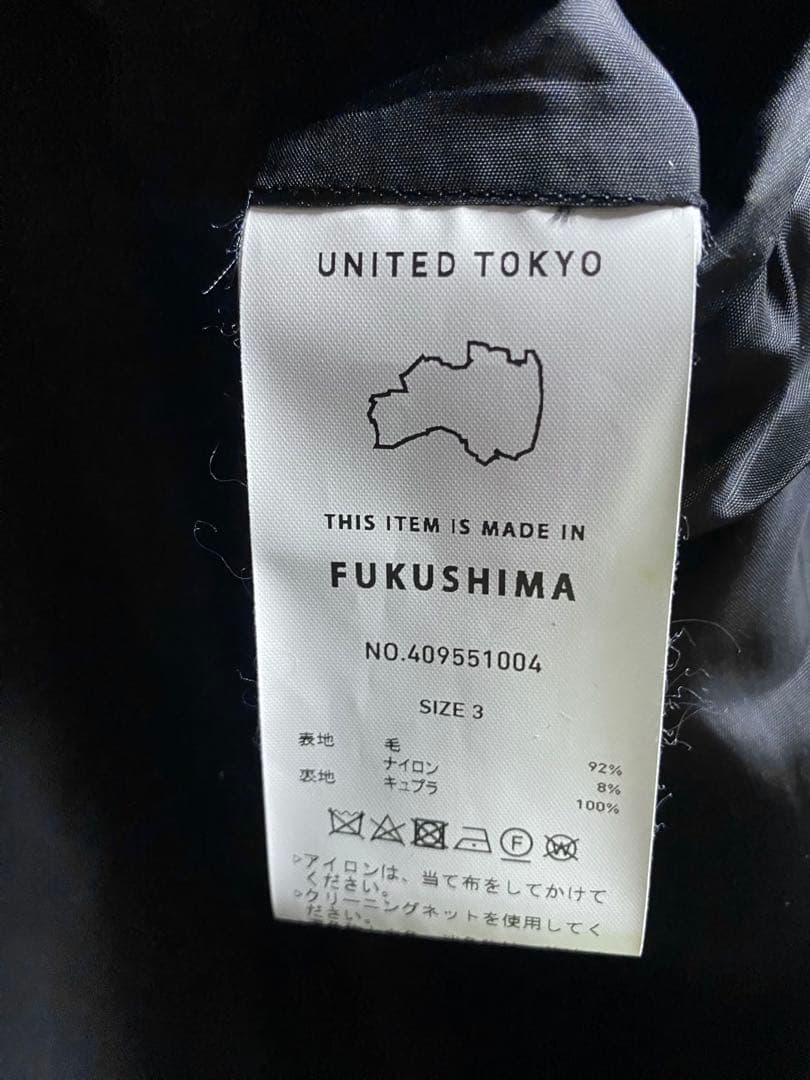 UNITED TOKYO
THIS ITEM IS MADE IN
FUKUSHIMA
NO.409551004
SIZE 3
表地 毛 92%
ナイロン 8%
裏地 キュプラ 100%
F W
▷アイロンは、当て布をしてかけて
ください。
▷クリーニングネットを使用してく
ださい。